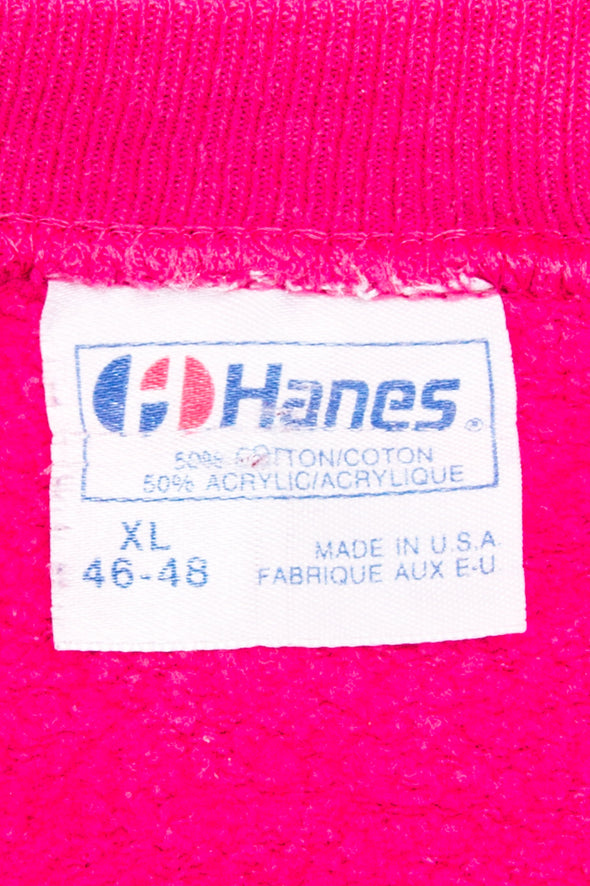 Hanes®
50% COTTON/COTON
50% ACRYLIC/ACRYLIQUE
XL
46-48
MADE IN U.S.A.
FABRIQUE AUX E-U